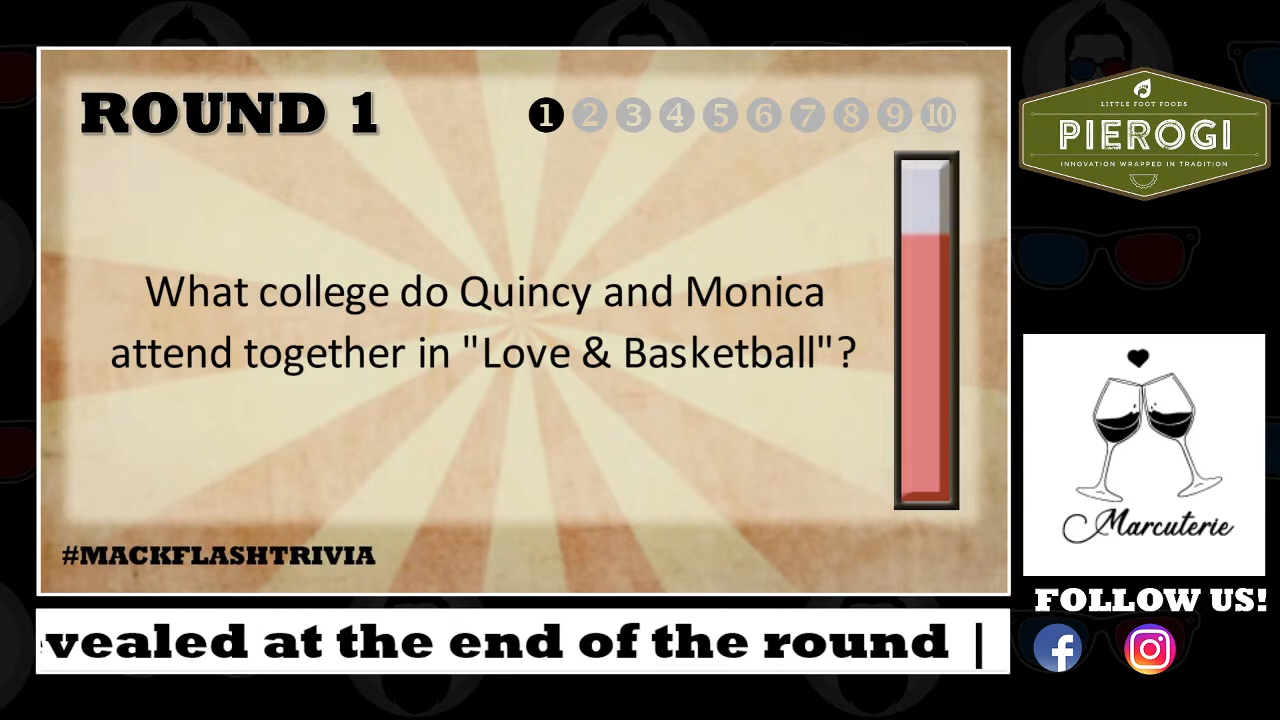 ROUND 1
1 2 3 4 5 6 7 8 9 10
What college do Quincy and Monica
attend together in "Love & Basketball"?
#MACKFLASHTRIVIA
vealed at the end of the round |
LITTLE FOOT FOODS
PIEROGI
INNOVATION WRAPPED IN TRADITION
Marcuterie
FOLLOW US!